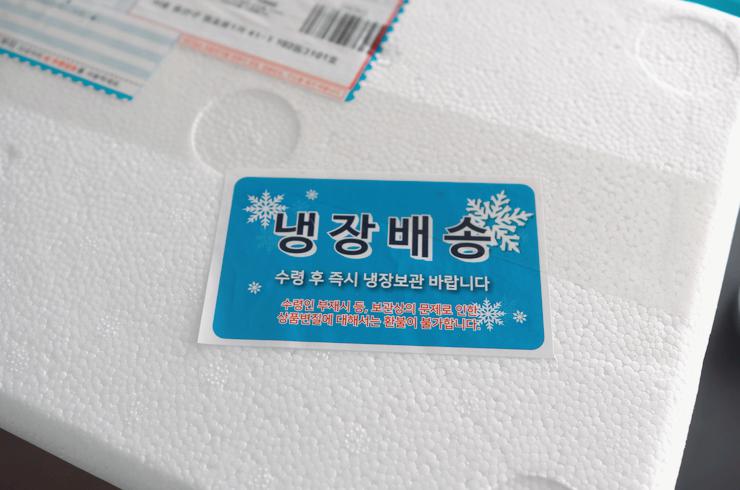 냉장배송
수령 후 즉시 냉장보관 바랍니다
수령인 부재시 등, 보관상의 문제로 인한
상품변질에 대해서는 환불이 불가합니다.